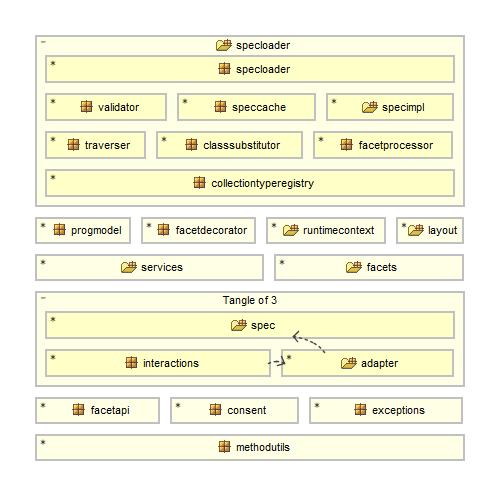 specloader
* specloader
* validator * speccache * specimpl
* traverser * classsubstitutor * facetprocessor
* collectiontyperegistry
* progmodel * facetdecorator * runtimecontext * layout
* services * facets
Tangle of 3
* spec
* interactions * adapter
* facetapi * consent * exceptions
* methodutils